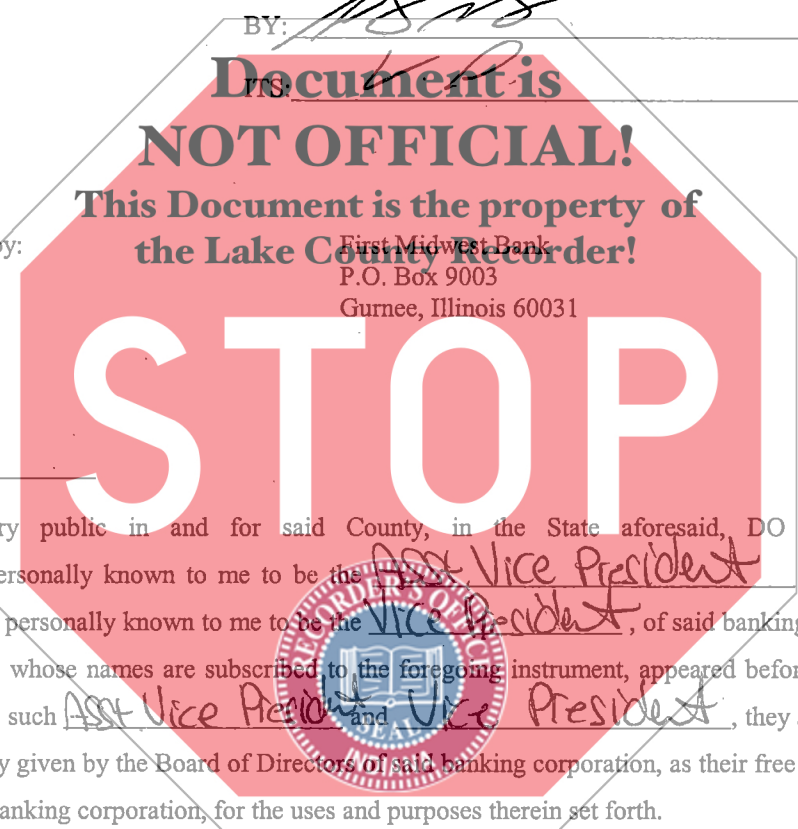 BY:
Document is
ITS: V.P.
NOT OFFICIAL!
This Document is the property of
the Lake County Recorder!
by: First Midwest Bank
P.O. Box 9003
Gurnee, Illinois 60031
STOP
ry public in and for said County, in the State aforesaid, DO
ersonally known to me to be the Asst Vice President
personally known to me to be the Vice President, of said banking
whose names are subscribed to the foregoing instrument, appeared befor
such Asst Vice President and Vice President, they
y given by the Board of Directors of said banking corporation, as their free
anking corporation, for the uses and purposes therein set forth.
RECORDER'S OFFICE
SEAL